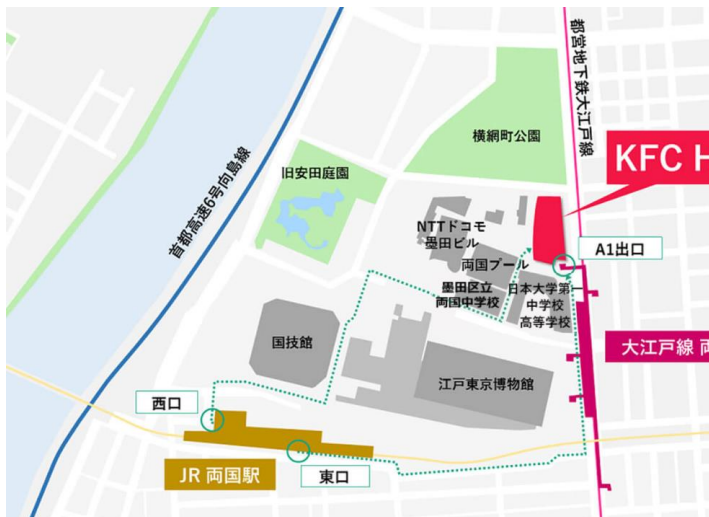 都営地下鉄大江戸線
横網町公園
KFC H
旧安田庭園
首都高速6号向島線
NTTドコモ
墨田ビル
A1出口
両国プール
墨田区立
両国中学校
日本大学第一
中学校
高等学校
国技館
大江戸線 両
江戸東京博物館
西口
JR 両国駅
東口